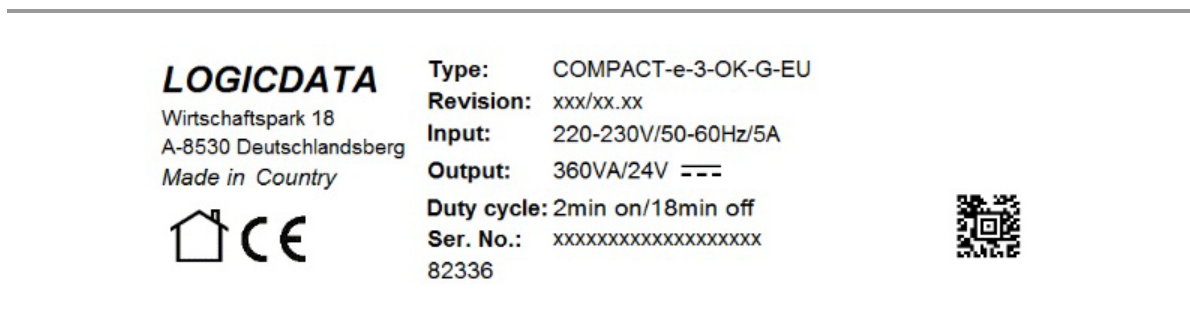 LOGICDATA
Wirtschaftspark 18
A-8530 Deutschlandsberg
Made in Country
CE
Type: COMPACT-e-3-OK-G-EU
Revision: xxx/xx.xx
Input: 220-230V/50-60Hz/5A
Output: 360VA/24V
Duty cycle: 2min on/18min off
Ser. No.: xxxxxxxxxxxxxxxxxxx
82336